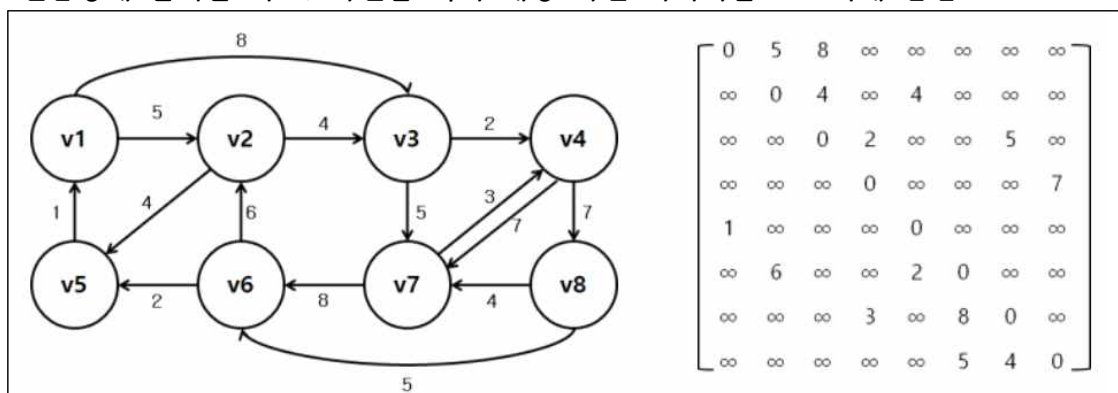 8
5 4 2
v1 v2 v3 v4
1 4 6 5 3 7 7
v5 v6 v7 v8
2 8 4
5
0 5 8 ∞ ∞ ∞ ∞ ∞
∞ 0 4 ∞ 4 ∞ ∞ ∞
∞ ∞ 0 2 ∞ ∞ 5 ∞
∞ ∞ ∞ 0 ∞ ∞ ∞ 7
1 ∞ ∞ ∞ 0 ∞ ∞ ∞
∞ 6 ∞ ∞ 2 0 ∞ ∞
∞ ∞ ∞ 3 ∞ 8 0 ∞
∞ ∞ ∞ ∞ ∞ 5 4 0